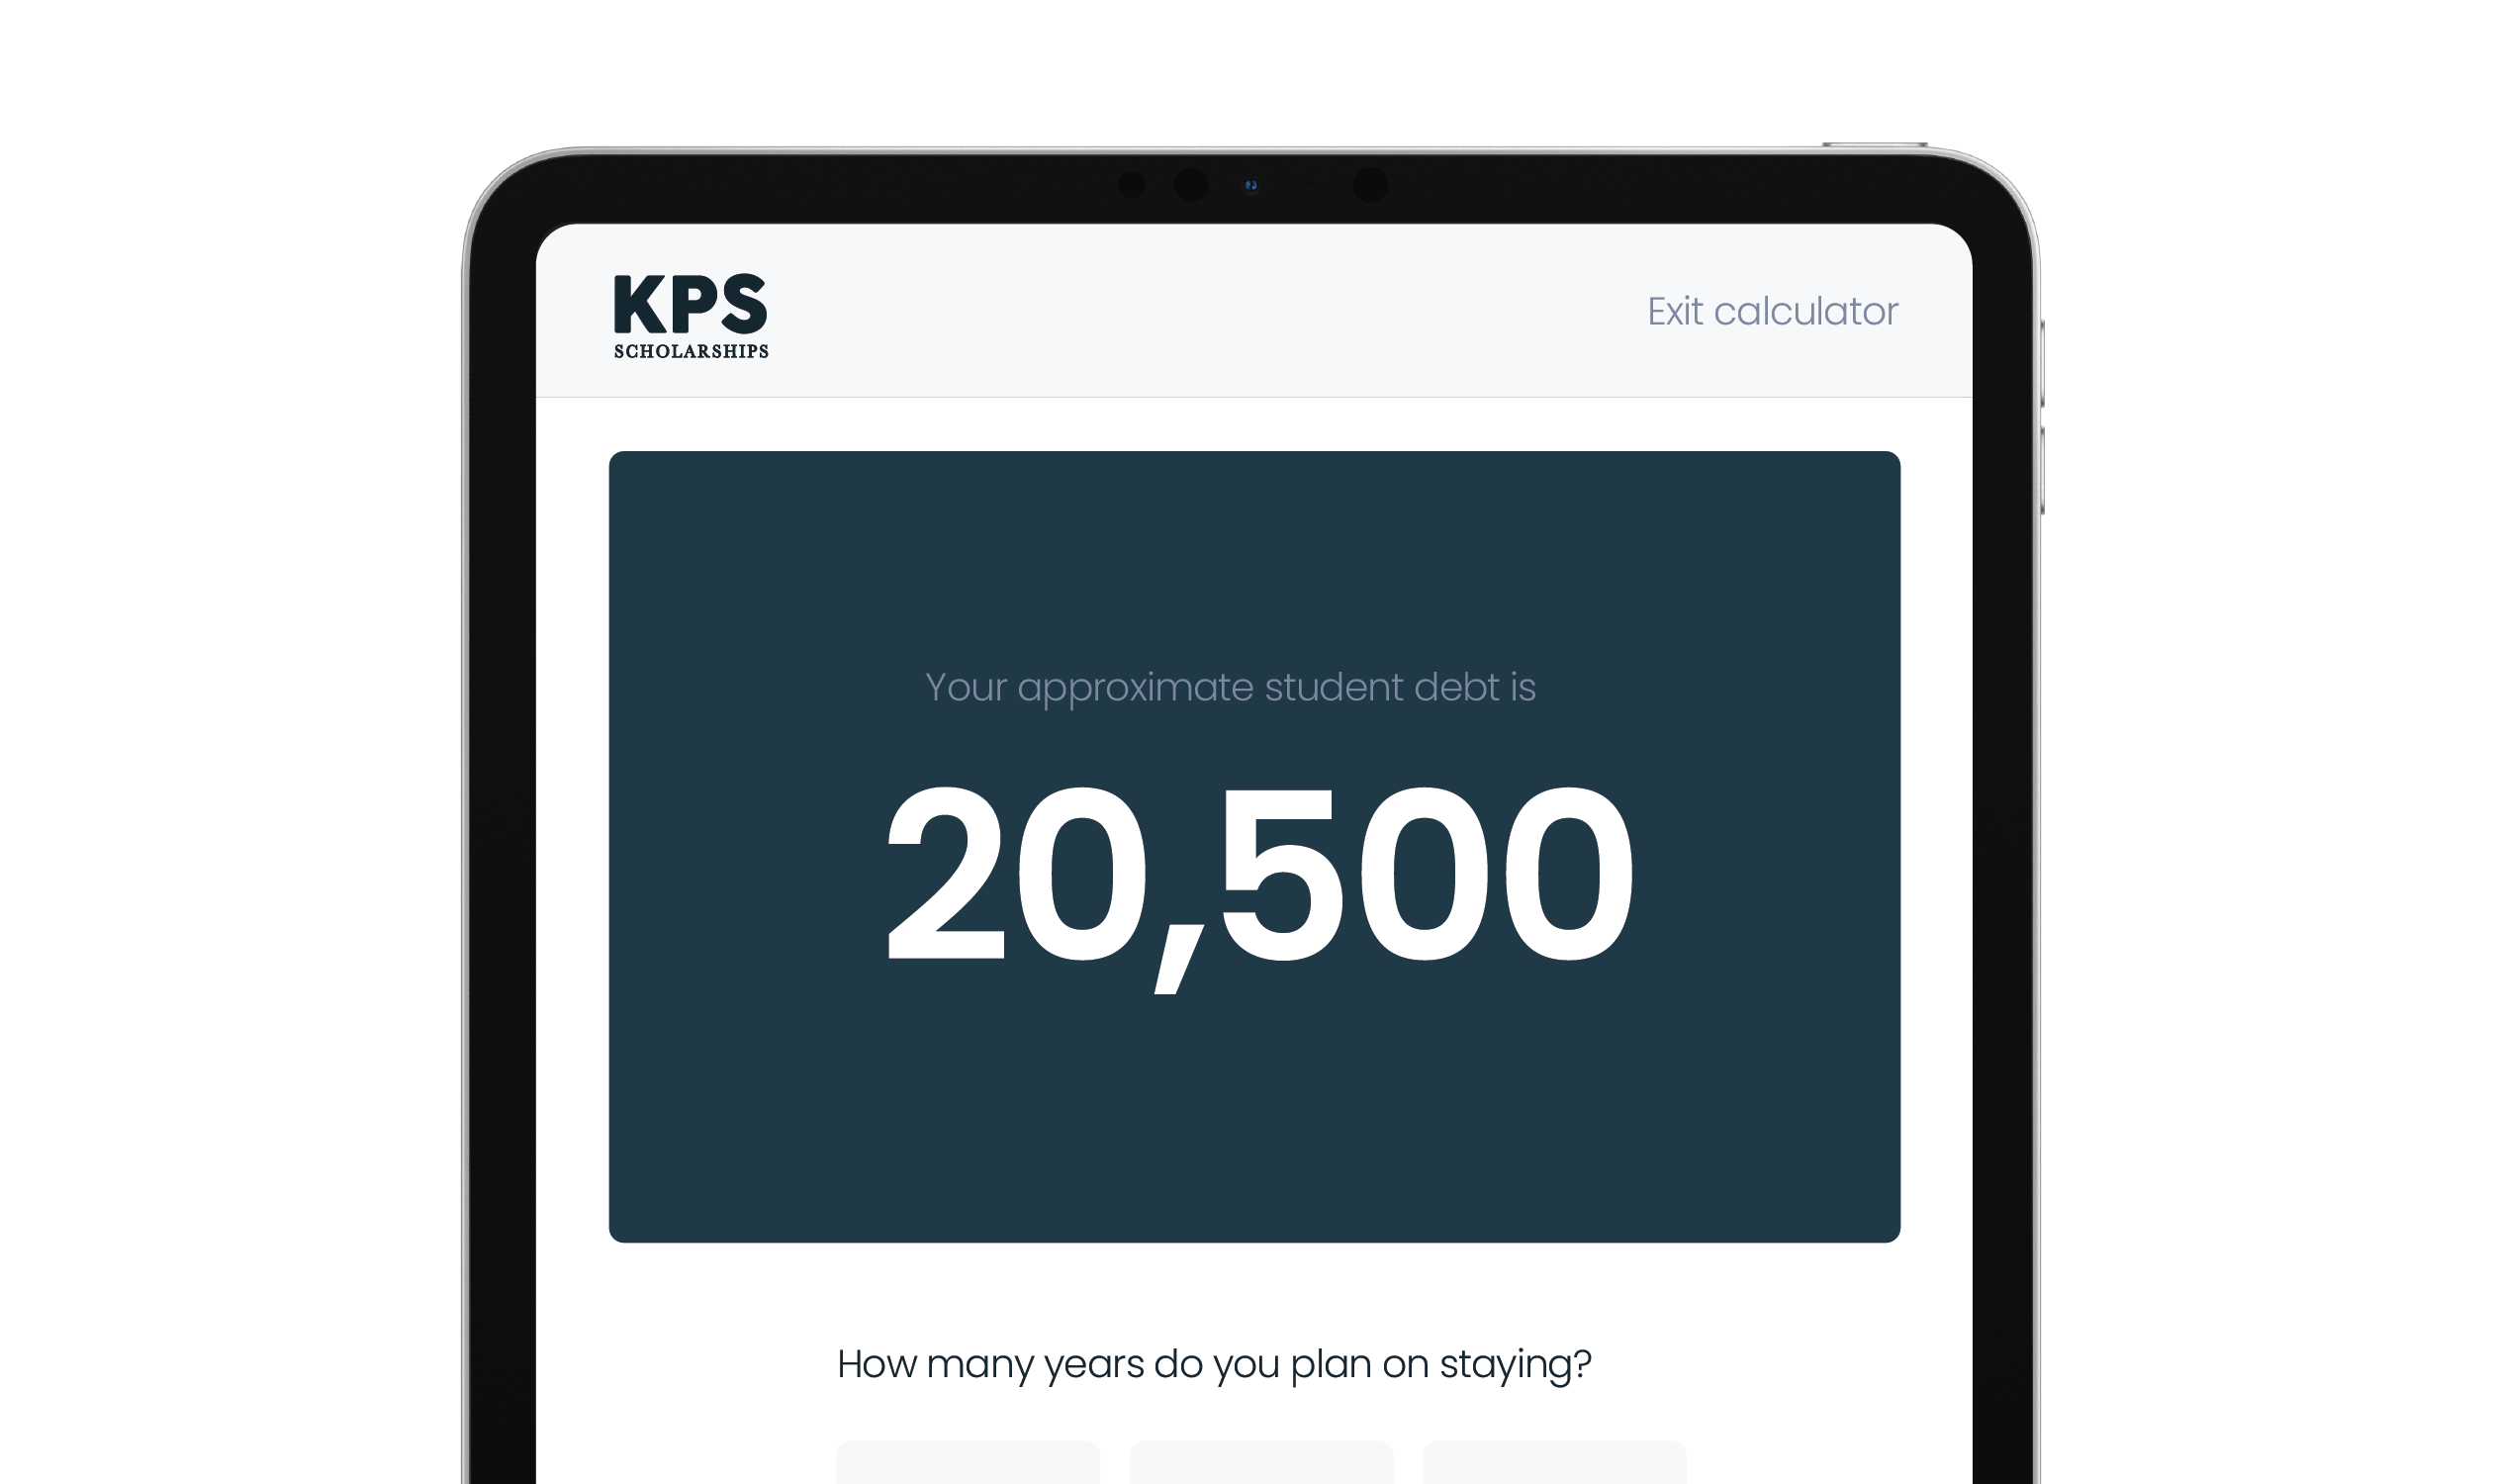 KPS
SCHOLARSHIPS
Exit calculator
Your approximate student debt is
20,500
How many years do you plan on staying?